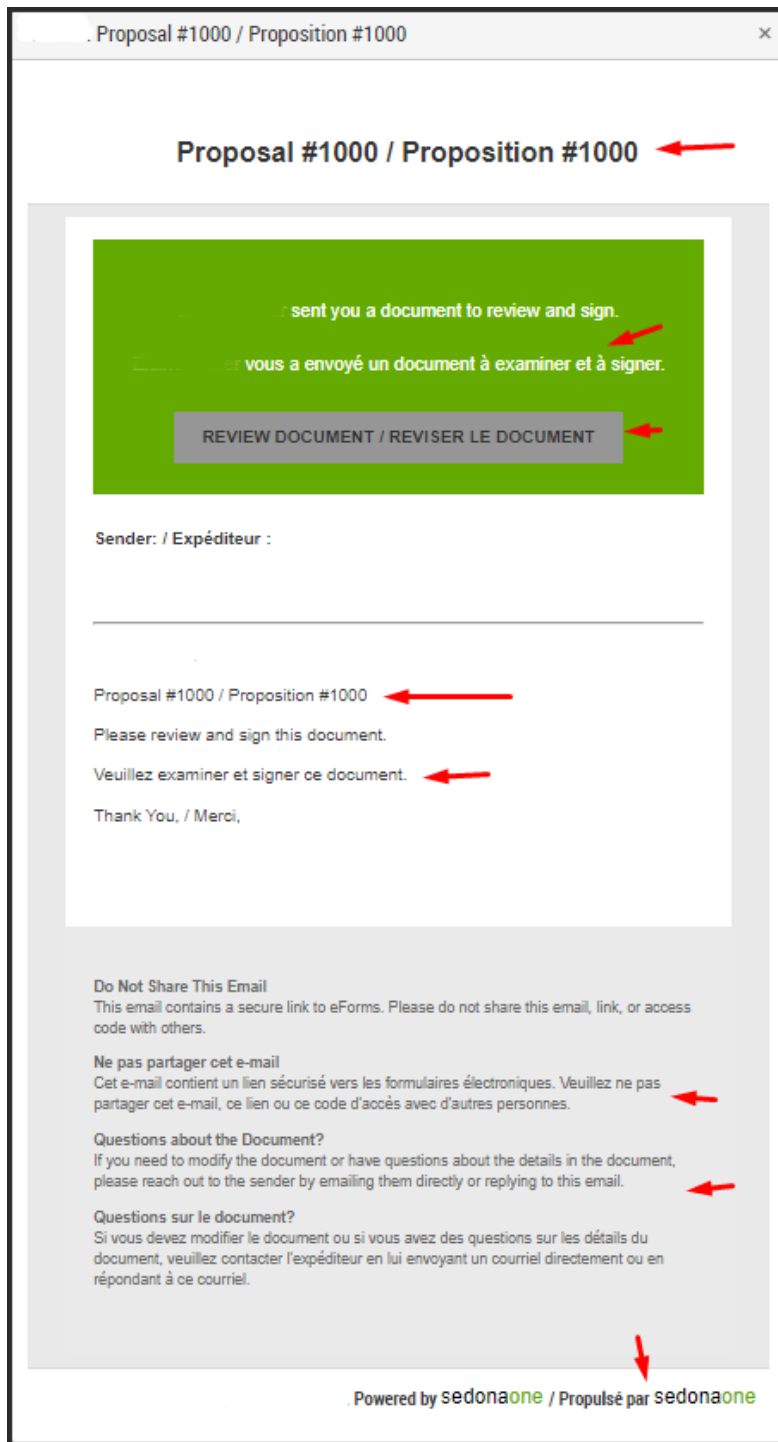 Proposal #1000 / Proposition #1000
×
Proposal #1000 / Proposition #1000
sent you a document to review and sign.
vous a envoyé un document à examiner et à signer.
REVIEW DOCUMENT / REVISER LE DOCUMENT
Sender: / Expéditeur :
Proposal #1000 / Proposition #1000
Please review and sign this document.
Veuillez examiner et signer ce document.
Thank You, / Merci,
Do Not Share This Email
This email contains a secure link to eForms. Please do not share this email, link, or access
code with others.
Ne pas partager cet e-mail
Cet e-mail contient un lien sécurisé vers les formulaires électroniques. Veuillez ne pas
partager cet e-mail, ce lien ou ce code d'accès avec d'autres personnes.
Questions about the Document?
If you need to modify the document or have questions about the details in the document,
please reach out to the sender by emailing them directly or replying to this email.
Questions sur le document?
Si vous devez modifier le document ou si vous avez des questions sur les détails du
document, veuillez contacter l'expéditeur en lui envoyant un courriel directement ou en
répondant à ce courriel.
Powered by sedonaone / Propulsé par sedonaone